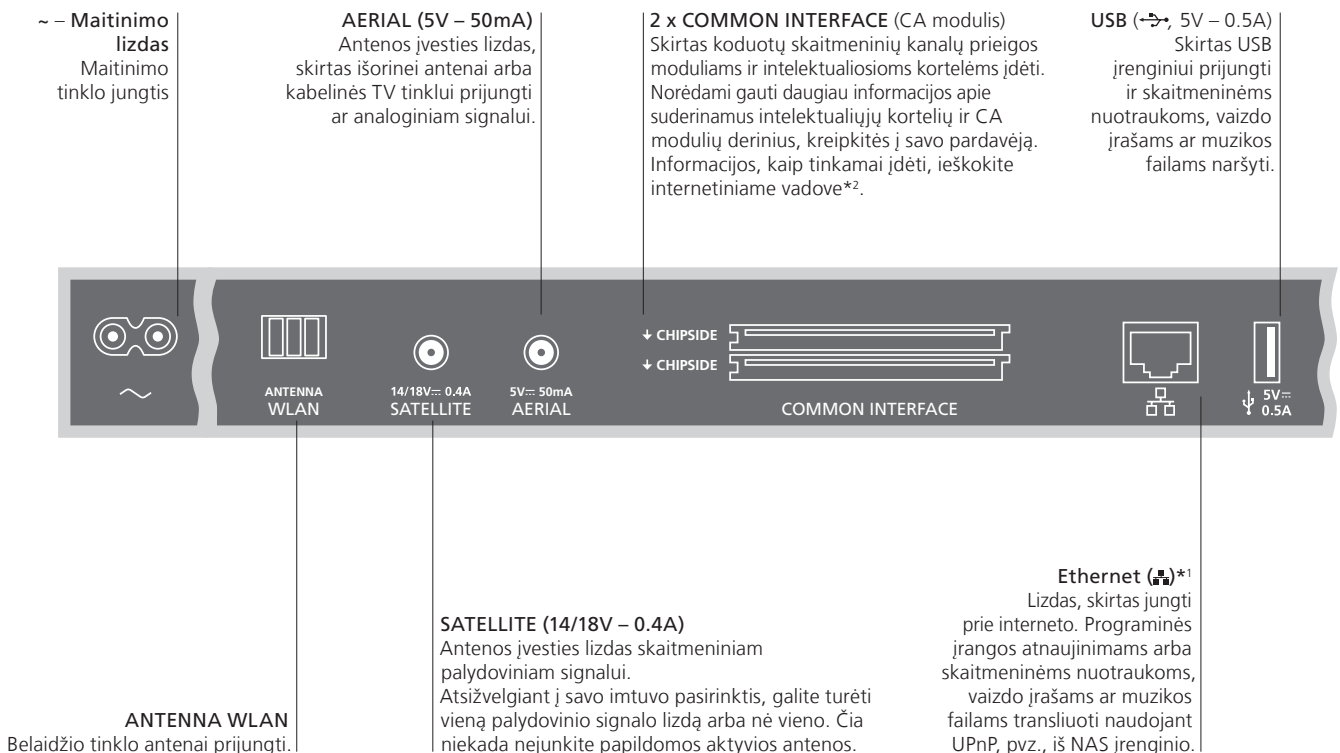 ~ – Maitinimo
lizdas
Maitinimo
tinklo jungtis
AERIAL (5V – 50mA)
Antenos įvesties lizdas,
skirtas išorinei antenai arba
kabelinės TV tinklui prijungti
ar analoginiam signalui.
2 x COMMON INTERFACE (CA modulis)
Skirtas koduotų skaitmeninių kanalų prieigos
moduliams ir intelektualiosioms kortelėms įdėti.
Norėdami gauti daugiau informacijos apie
suderinamus intelektualiųjų kortelių ir CA
modulių derinius, kreipkitės į savo pardavėją.
Informacijos, kaip tinkamai įdėti, ieškokite
internetiniame vadove*².
USB (, 5V – 0.5A)
Skirtas USB
įrenginiui prijungti
ir skaitmeninėms
nuotraukoms, vaizdo
įrašams ar muzikos
failams naršyti.
CHIPSIDE
CHIPSIDE
ANTENNA
WLAN
14/18V⎓ 0.4A
SATELLITE
5V⎓ 50mA
AERIAL
COMMON INTERFACE
5V⎓
0.5A
ANTENNA WLAN
Belaidžio tinklo antenai prijungti.
SATELLITE (14/18V – 0.4A)
Antenos įvesties lizdas skaitmeniniam
palydoviniam signalui.
Atsižvelgiant į savo imtuvo pasirinktis, galite turėti
vieną palydovinio signalo lizdą arba nė vieno. Čia
niekada nejunkite papildomos aktyvios antenos.
Ethernet ()*¹
Lizdas, skirtas jungti
prie interneto. Programinės
įrangos atnaujinimams arba
skaitmeninėms nuotraukoms,
vaizdo įrašams ar muzikos
failams transliuoti naudojant
UPnP, pvz., iš NAS įrenginio.